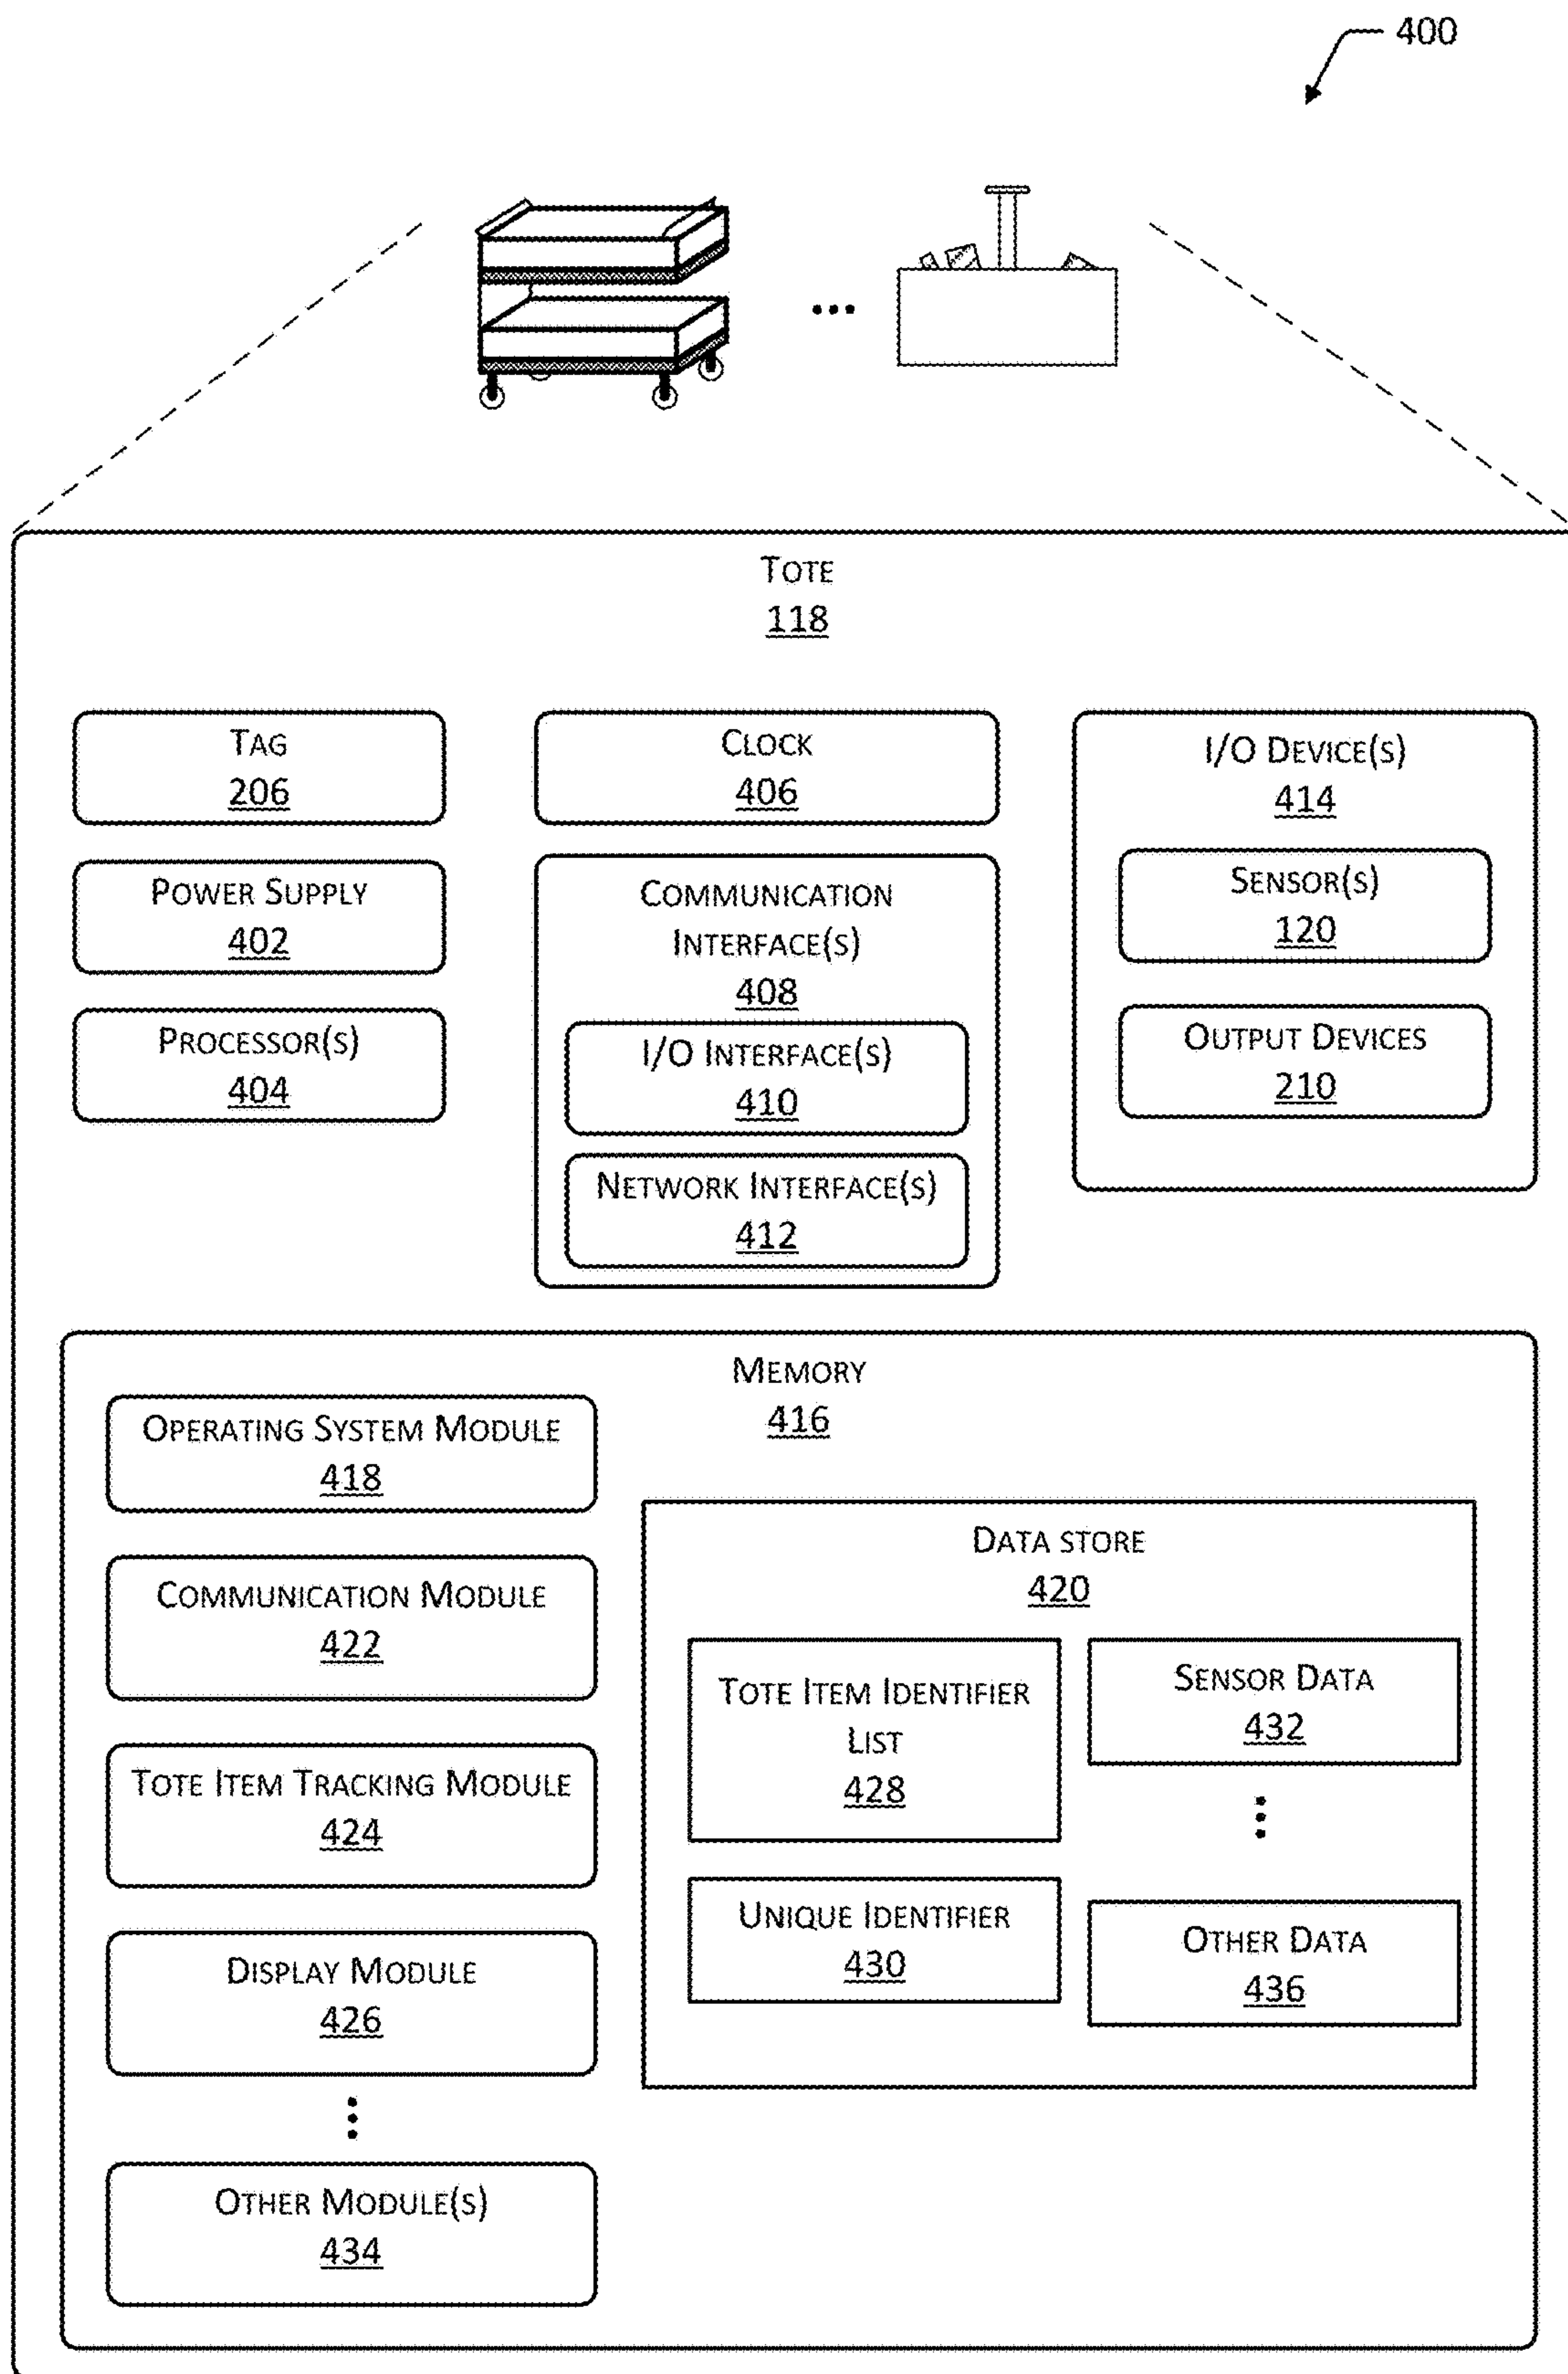 400
Tote
118
Tag
206
Power Supply
402
Processor(s)
404
Clock
406
Communication
Interface(s)
408
I/O Interface(s)
410
Network Interface(s)
412
I/O Device(s)
414
Sensor(s)
120
Output Devices
210
Memory
416
Operating System Module
418
Communication Module
422
Tote Item Tracking Module
424
Display Module
426
Other Module(s)
434
Data store
420
Tote Item Identifier
List
428
Unique Identifier
430
Sensor Data
432
Other Data
436